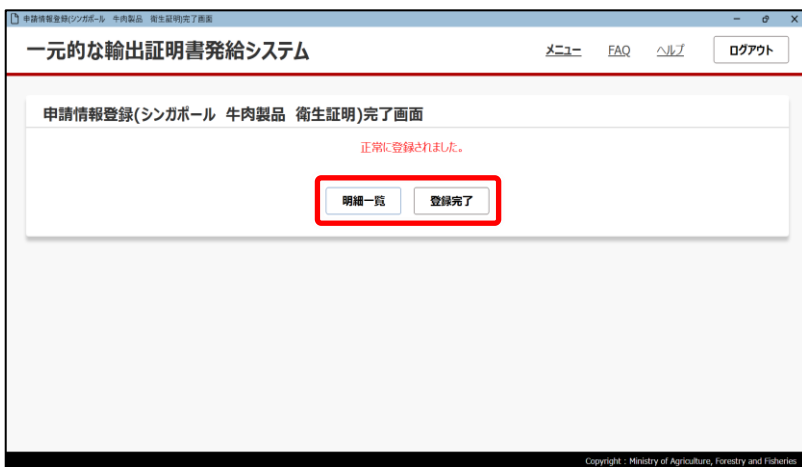 申請情報登録(シンガポール 牛肉製品 衛生証明)完了画面
一元的な輸出証明書発給システム
メニュー FAQ ヘルプ ログアウト
申請情報登録(シンガポール 牛肉製品 衛生証明)完了画面
正常に登録されました。
明細一覧 登録完了
Copyright : Ministry of Agriculture, Forestry and Fisheries